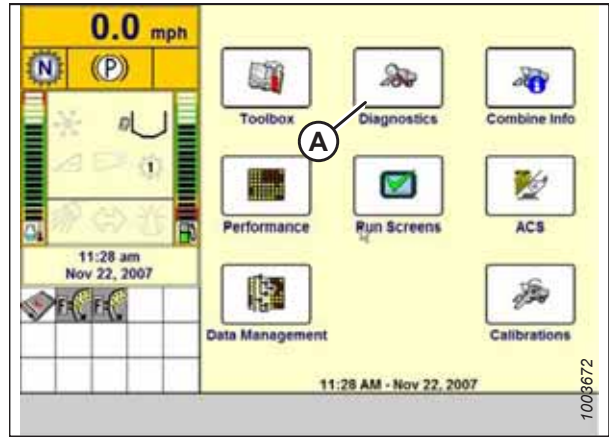 0.0 mph
N (P)
1
11:28 am
Nov 22, 2007
F F
Toolbox Diagnostics Combine Info
A
Performance Run Screens ACS
Data Management Calibrations
11:28 AM - Nov 22, 2007
1003672